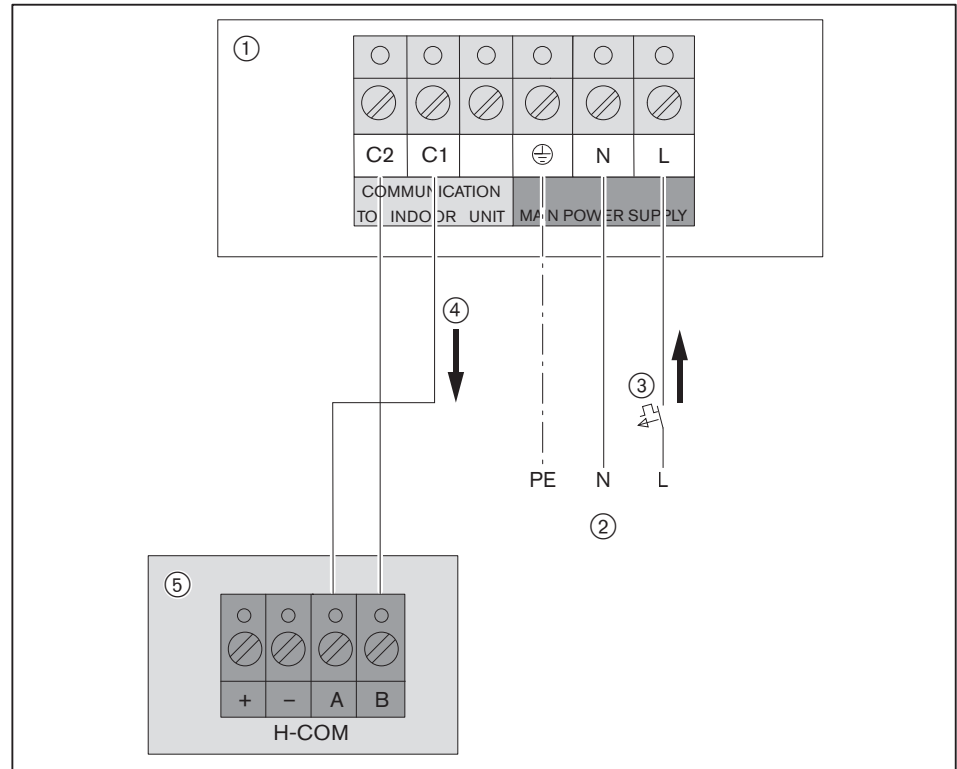 ①
C2 C1 N L
COMMUNICATION
TO INDOOR UNIT MAIN POWER SUPPLY
④
③
PE N L
②
⑤
+ – A B
H-COM